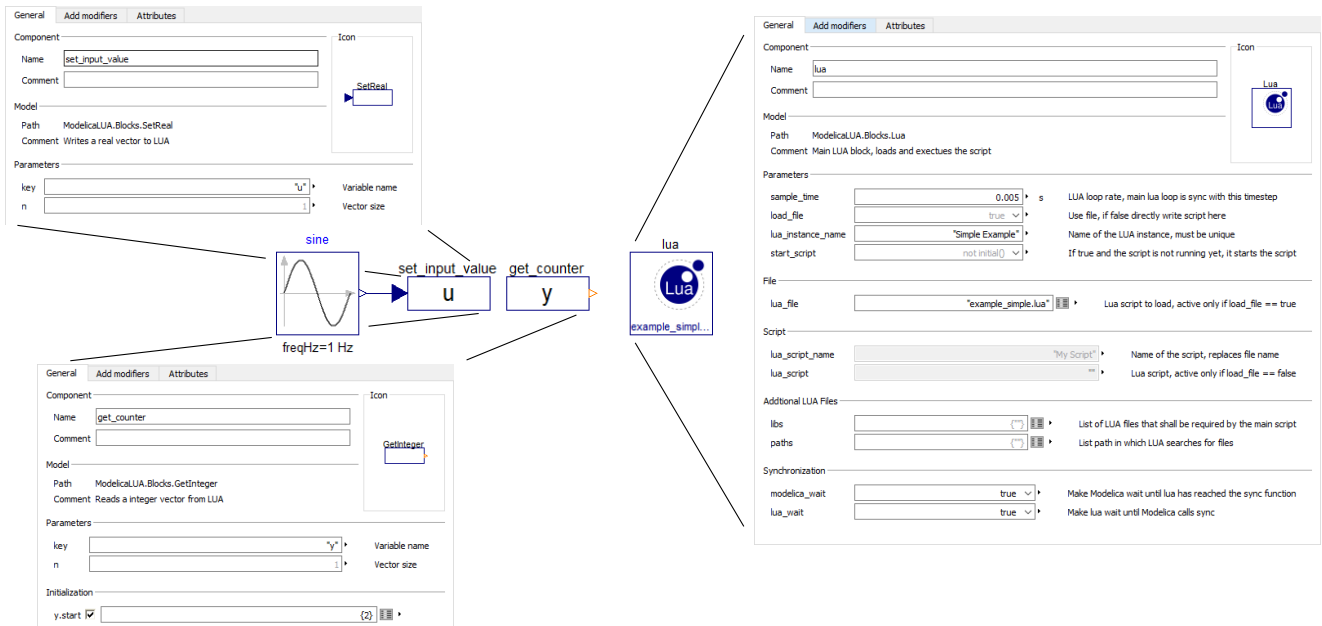 General Add modifiers Attributes
Component
Icon
Name set_input_value
Comment
SetReal
Model
Path ModelicaLUA.Blocks.SetReal
Comment Writes a real vector to LUA
Parameters
key "u" Variable name
n 1 Vector size
sine
freqHz=1 Hz
set_input_value
u
get_counter
y
lua
Lua
example_simpl...
General Add modifiers Attributes
Component
Icon
Name get_counter
Comment
GetInteger
Model
Path ModelicaLUA.Blocks.GetInteger
Comment Reads a integer vector from LUA
Parameters
key "y" Variable name
n 1 Vector size
Initialization
y.start {2}
General Add modifiers Attributes
Component
Icon
Name lua
Comment
Lua
Lua
Model
Path ModelicaLUA.Blocks.Lua
Comment Main LUA block, loads and exectues the script
Parameters
sample_time 0.005 s LUA loop rate, main lua loop is sync with this timestep
load_file true Use file, if false directly write script here
lua_instance_name "Simple Example" Name of the LUA instance, must be unique
start_script not initial() If true and the script is not running yet, it starts the script
File
lua_file "example_simple.lua" Lua script to load, active only if load_file == true
Script
lua_script_name "My Script" Name of the script, replaces file name
lua_script "" Lua script, active only if load_file == false
Addtional LUA Files
libs {""} List of LUA files that shall be required by the main script
paths {""} List path in which LUA searches for files
Synchronization
modelica_wait true Make Modelica wait until lua has reached the sync function
lua_wait true Make lua wait until Modelica calls sync